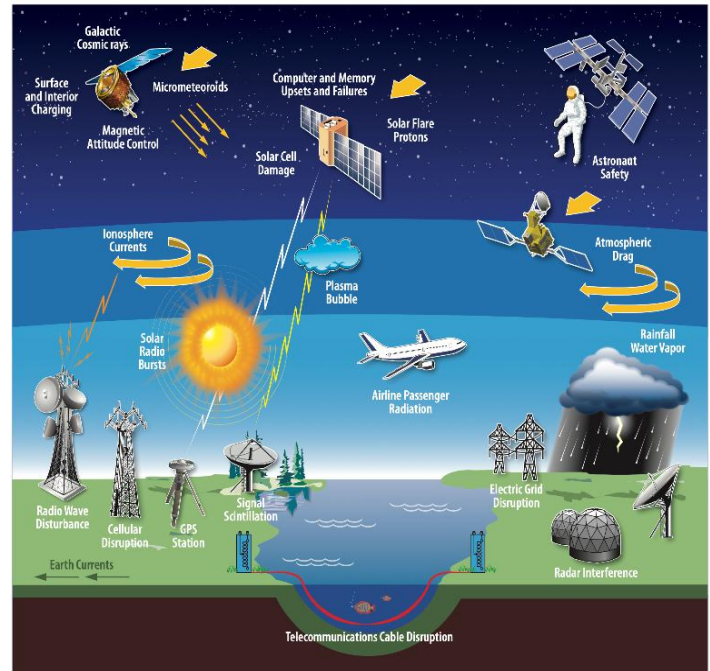 Galactic
Cosmic rays
Surface
and Interior
Charging
Micrometeoroids
Magnetic
Attitude Control
Computer and Memory
Upsets and Failures
Solar Flare
Protons
Solar Cell
Damage
Astronaut
Safety
Ionosphere
Currents
Plasma
Bubble
Atmospheric
Drag
Solar
Radio
Bursts
Airline Passenger
Radiation
Rainfall
Water Vapor
Radio Wave
Disturbance
Cellular
Disruption
GPS
Station
Signal
Scintillation
Electric Grid
Disruption
Radar Interference
Earth Currents
Telecommunications Cable Disruption